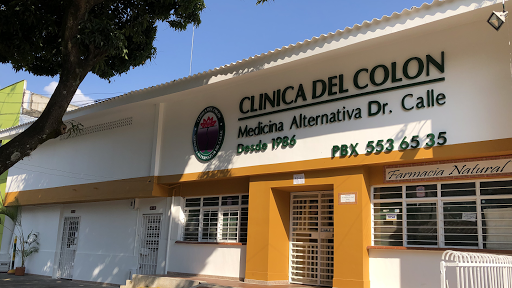 CLINICA DEL COLON
Medicina Alternativa Dr. Calle
Desde 1986
PBX 553 65 35
Farmacia Natural